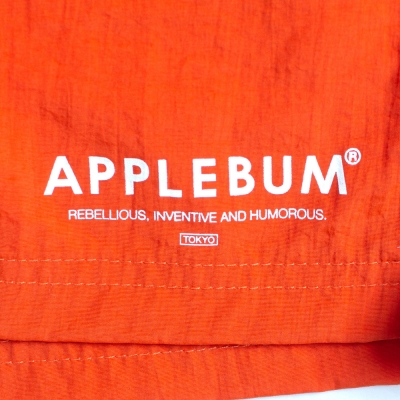 APPLEBUM®
REBELLIOUS, INVENTIVE AND HUMOROUS.
TOKYO